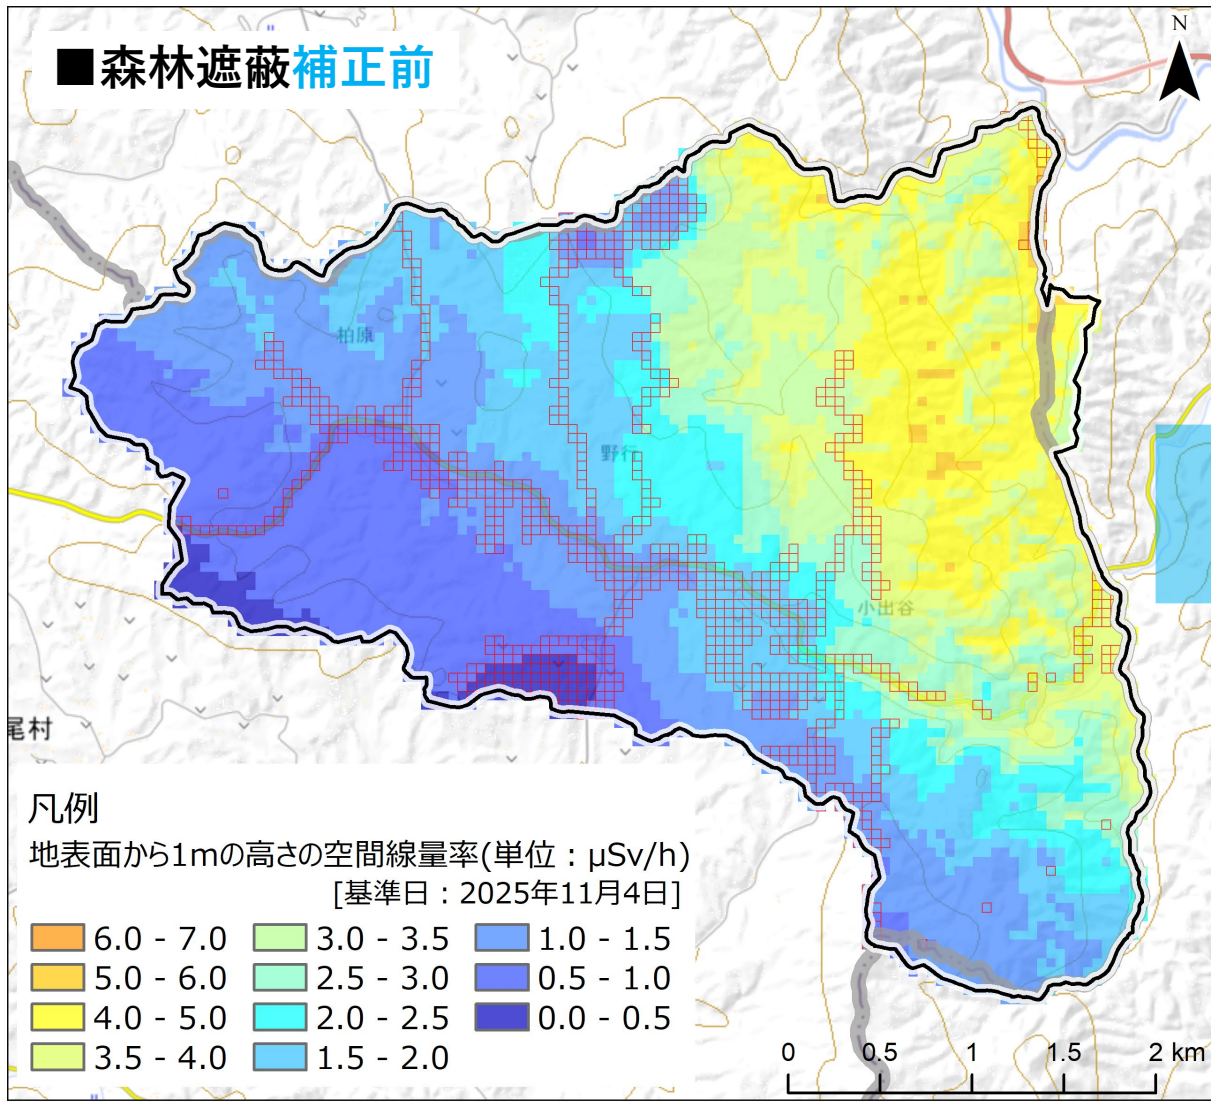 ■森林遮蔽補正前
N
柏原
野行
小出谷
尾村
凡例
地表面から1mの高さの空間線量率(単位：μSv/h)
[基準日：2025年11月4日]
6.0 - 7.0
5.0 - 6.0
4.0 - 5.0
3.5 - 4.0
3.0 - 3.5
2.5 - 3.0
2.0 - 2.5
1.5 - 2.0
1.0 - 1.5
0.5 - 1.0
0.0 - 0.5
0 0.5 1 1.5 2 km